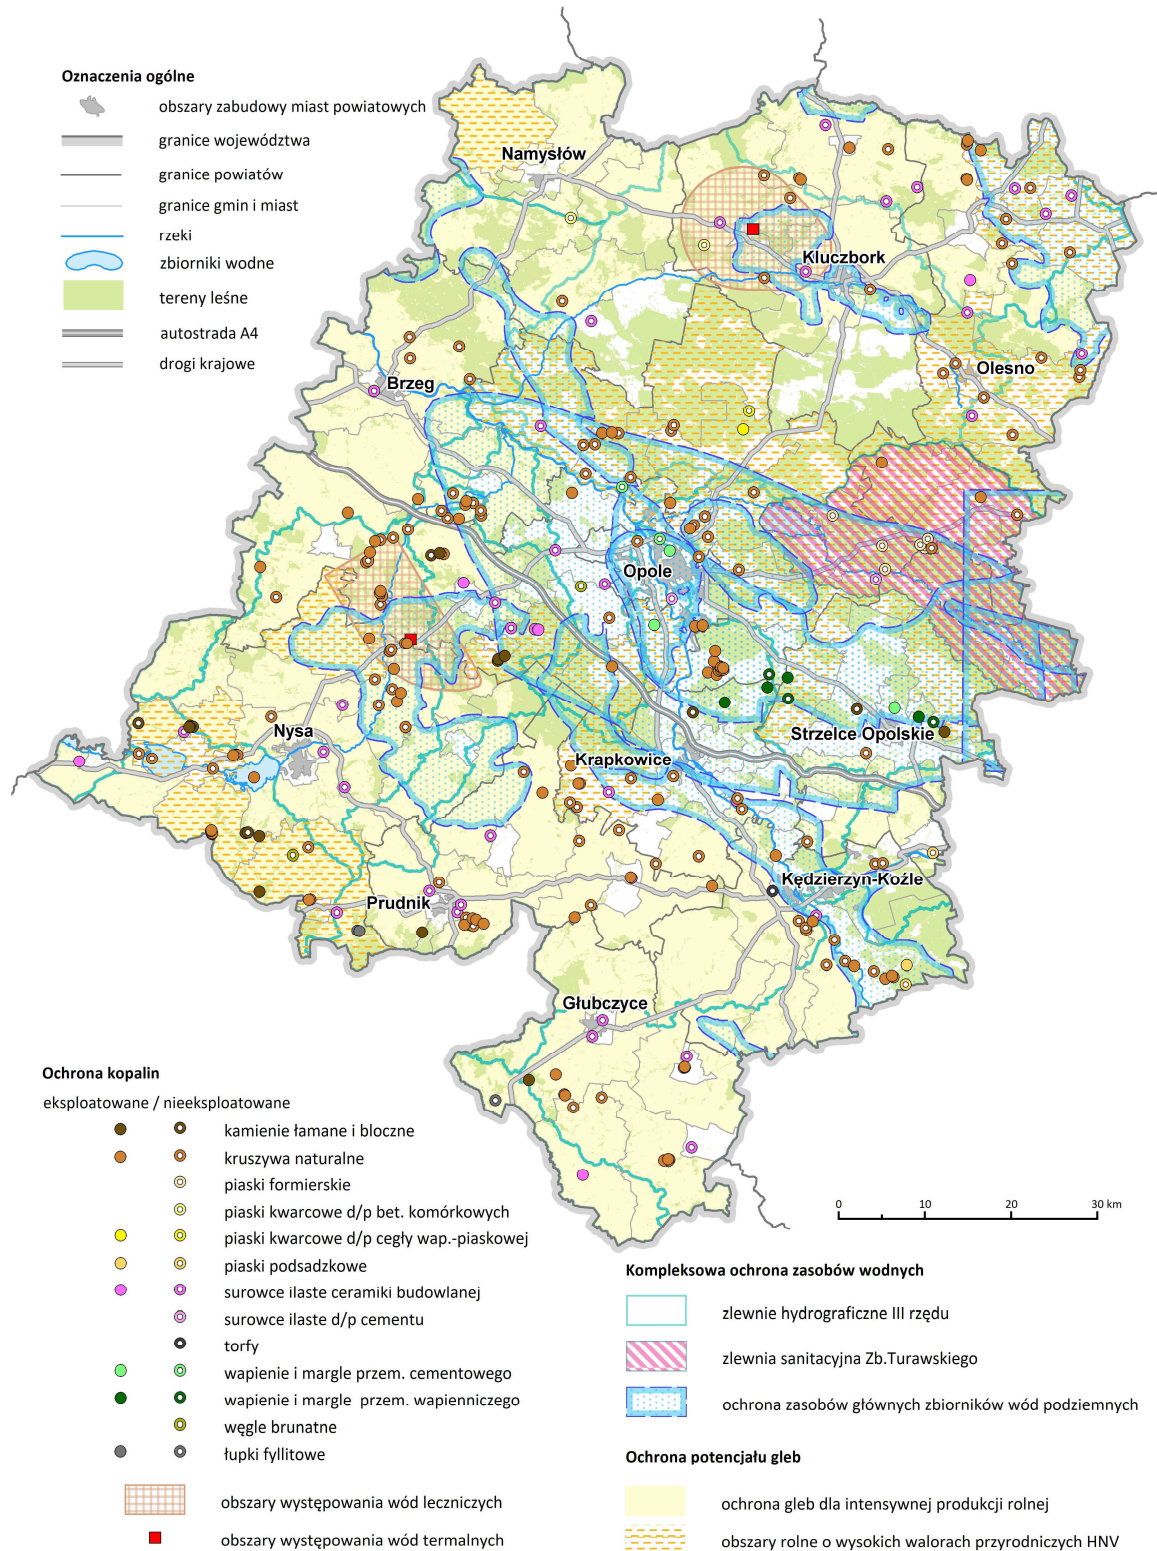 Oznaczenia ogólne
obszary zabudowy miast powiatowych
granice województwa
granice powiatów
granice gmin i miast
rzeki
zbiorniki wodne
tereny leśne
autostrada A4
drogi krajowe
Namysłów
Kluczbork
Olesno
Brzeg
Opole
Strzelce Opolskie
Nysa
Krapkowice
Kędzierzyn-Koźle
Prudnik
Głubczyce
Ochrona kopalin
eksploatowane / nieeksploatowane
kamienie łamane i bloczne
kruszywa naturalne
piaski formierskie
piaski kwarcowe d/p bet. komórkowych
piaski kwarcowe d/p cegły wap.-piaskowej
piaski podsadzkowe
surowce ilaste ceramiki budowlanej
surowce ilaste d/p cementu
torfy
wapienie i margle przem. cementowego
wapienie i margle przem. wapienniczego
węgle brunatne
łupki fyllitowe
obszary występowania wód leczniczych
obszary występowania wód termalnych
0 10 20 30 km
Kompleksowa ochrona zasobów wodnych
zlewnie hydrograficzne III rzędu
zlewnia sanitacyjna Zb.Turawskiego
ochrona zasobów głównych zbiorników wód podziemnych
Ochrona potencjału gleb
ochrona gleb dla intensywnej produkcji rolnej
obszary rolne o wysokich walorach przyrodniczych HNV